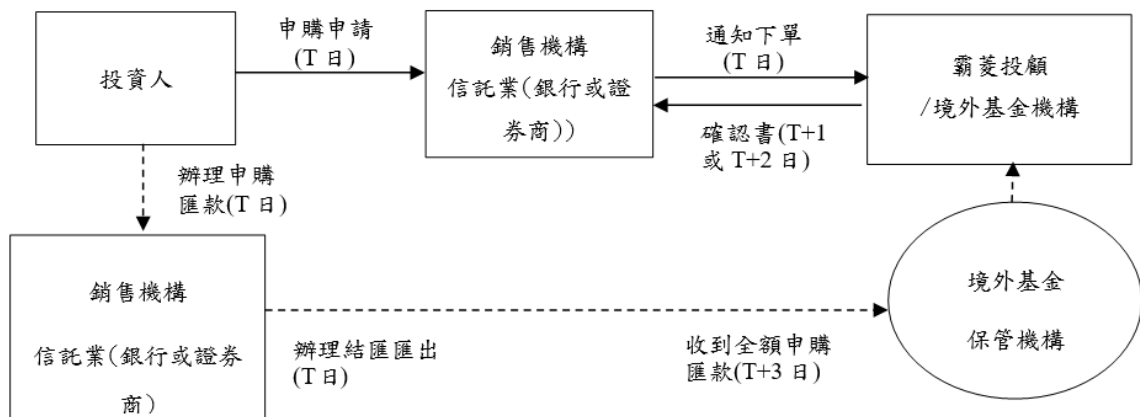 投資人
申購申請
(T 日)
銷售機構
信託業(銀行或證
券商))
通知下單
(T 日)
確認書(T+1
或 T+2 日)
霸菱投顧
/境外基金機構
辦理申購
匯款(T 日)
銷售機構
信託業(銀行或證券
商)
辦理結匯匯出
(T 日)
收到全額申購
匯款(T+3 日)
境外基金
保管機構